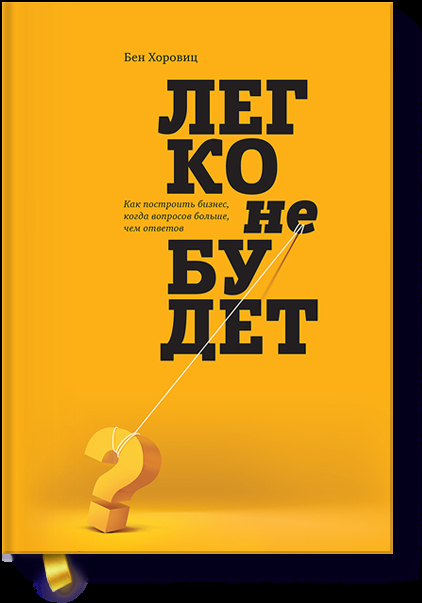 Бен Хоровиц
ЛЕГ
КО
Как построить бизнес,
когда вопросов больше,
чем ответов
не
БУ
ДЕТ
?